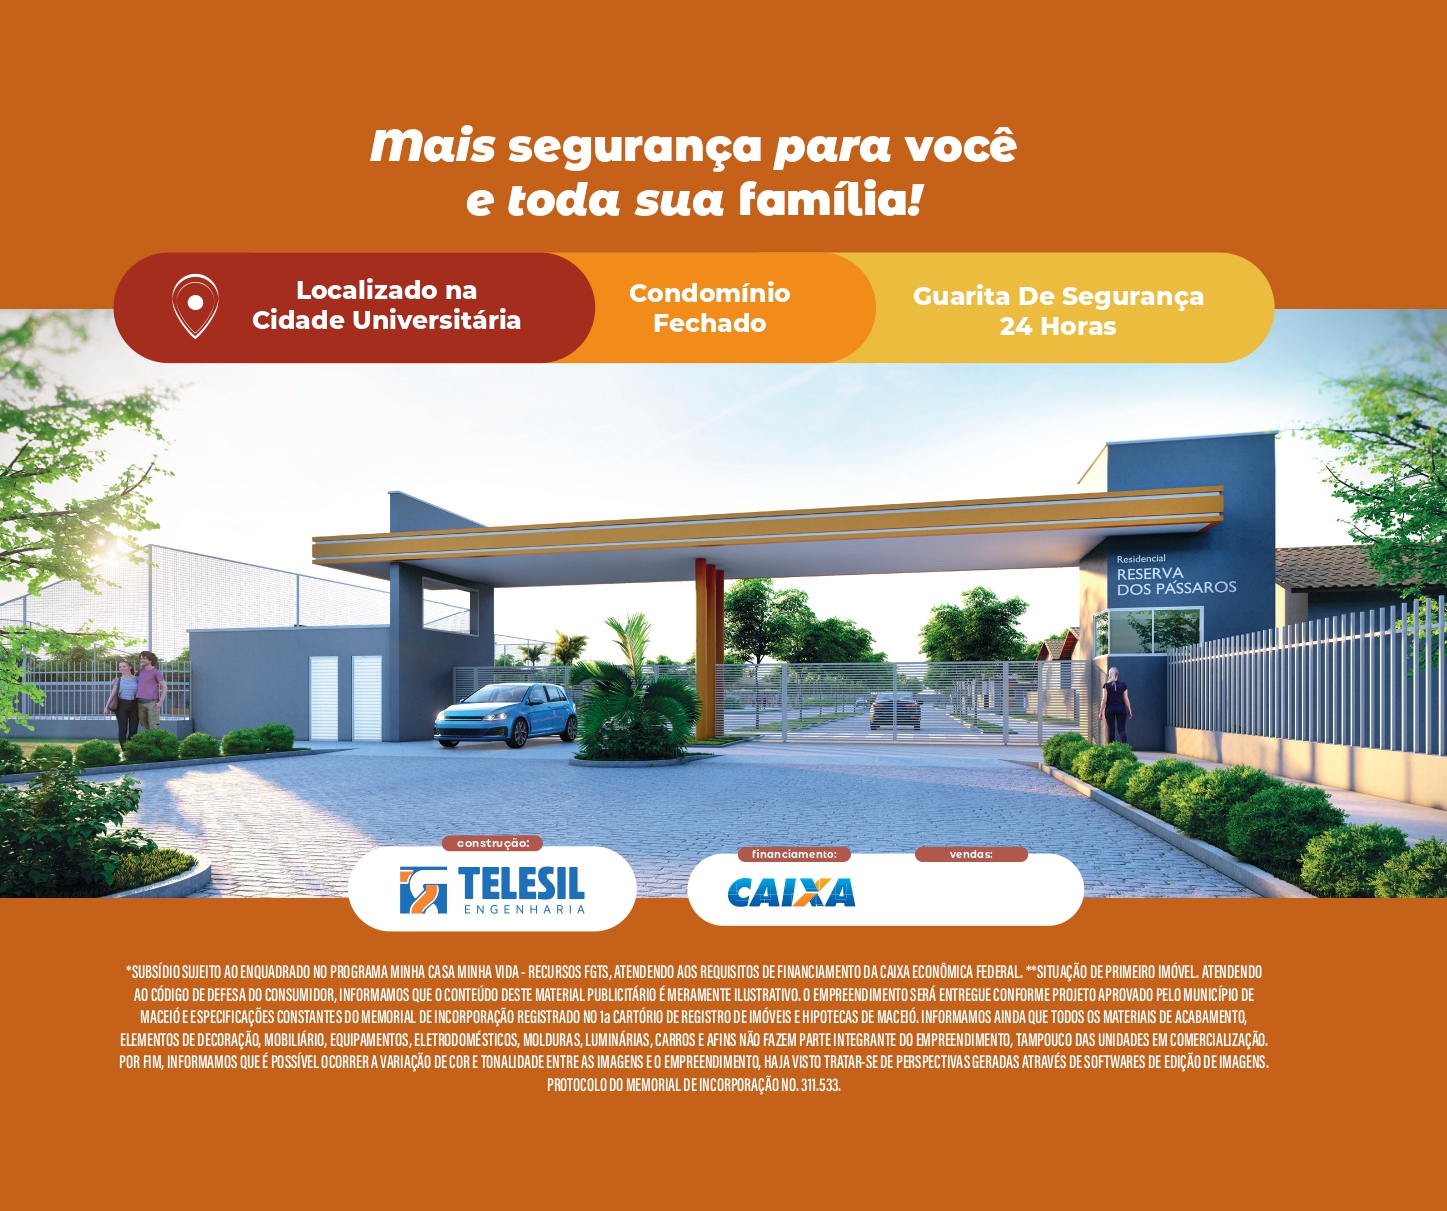 Mais segurança para você
e toda sua família!
Localizado na
Cidade Universitária
Condomínio
Fechado
Guarita De Segurança
24 Horas
Residencial
RESERVA
DOS PÁSSAROS
construção:
TELESIL
ENGENHARIA
financiamento:
CAIXA
vendas:
*SUBSÍDIO SUJEITO AO ENQUADRADO NO PROGRAMA MINHA CASA MINHA VIDA - RECURSOS FGTS, ATENDENDO AOS REQUISITOS DE FINANCIAMENTO DA CAIXA ECONÔMICA FEDERAL. **SITUAÇÃO DE PRIMEIRO IMÓVEL. ATENDENDO
AO CÓDIGO DE DEFESA DO CONSUMIDOR, INFORMAMOS QUE O CONTEÚDO DESTE MATERIAL PUBLICITÁRIO É MERAMENTE ILUSTRATIVO. O EMPREENDIMENTO SERÁ ENTREGUE CONFORME PROJETO APROVADO PELO MUNICÍPIO DE
MACEIÓ E ESPECIFICAÇÕES CONSTANTES DO MEMORIAL DE INCORPORAÇÃO REGISTRADO NO 1a CARTÓRIO DE REGISTRO DE IMÓVEIS E HIPOTECAS DE MACEIÓ. INFORMAMOS AINDA QUE TODOS OS MATERIAIS DE ACABAMENTO,
ELEMENTOS DE DECORAÇÃO, MOBILIÁRIO, EQUIPAMENTOS, ELETRODOMÉSTICOS, MOLDURAS, LUMINÁRIAS, CARROS E AFINS NÃO FAZEM PARTE INTEGRANTE DO EMPREENDIMENTO, TAMPOUCO DAS UNIDADES EM COMERCIALIZAÇÃO.
POR FIM, INFORMAMOS QUE É POSSÍVEL OCORRER A VARIAÇÃO DE COR E TONALIDADE ENTRE AS IMAGENS E O EMPREENDIMENTO, HAJA VISTO TRATAR-SE DE PERSPECTIVAS GERADAS ATRAVÉS DE SOFTWARES DE EDIÇÃO DE IMAGENS.
PROTOCOLO DO MEMORIAL DE INCORPORAÇÃO NO. 311.533.